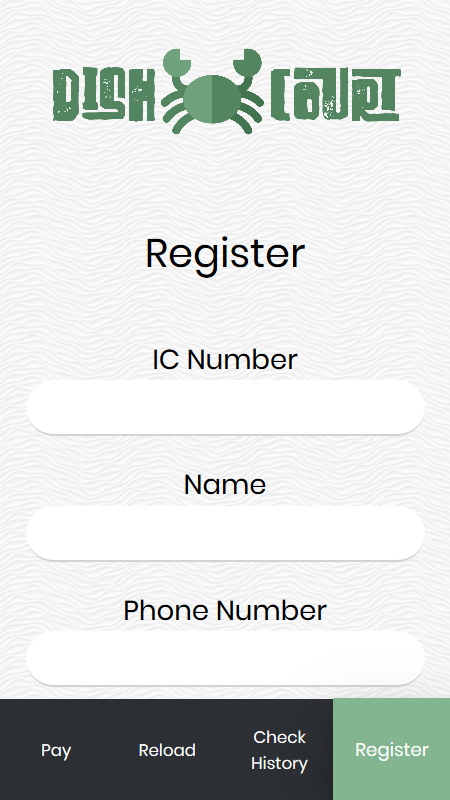 DISH COURT
Register
IC Number
Name
Phone Number
Pay
Reload
Check
History
Register